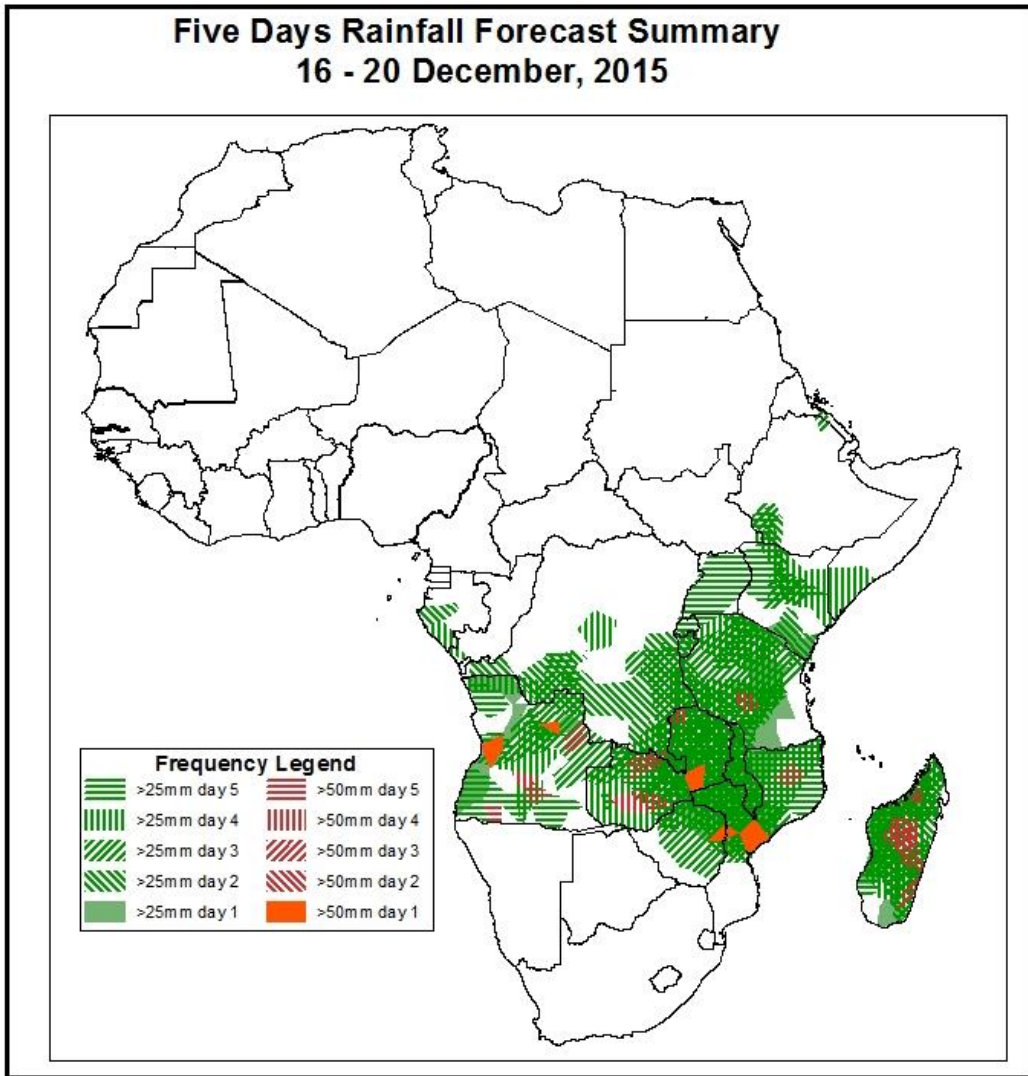 Five Days Rainfall Forecast Summary
16 - 20 December, 2015
Frequency Legend
>25mm day 5 >50mm day 5
>25mm day 4 >50mm day 4
>25mm day 3 >50mm day 3
>25mm day 2 >50mm day 2
>25mm day 1 >50mm day 1